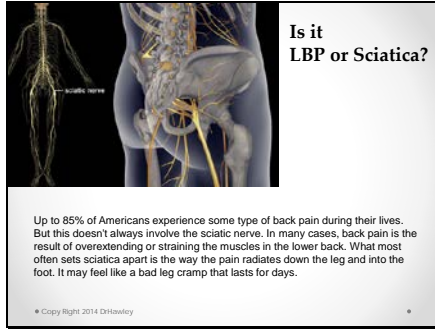 Is it
LBP or Sciatica?
sciatic nerve
Up to 85% of Americans experience some type of back pain during their lives.
But this doesn't always involve the sciatic nerve. In many cases, back pain is the
result of overextending or straining the muscles in the lower back. What most
often sets sciatica apart is the way the pain radiates down the leg and into the
foot. It may feel like a bad leg cramp that lasts for days.
Copy Right 2014 DrHawley